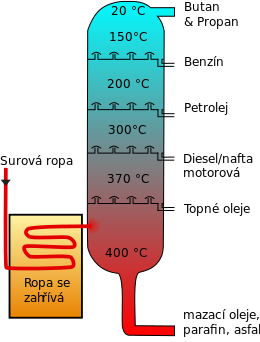 20 °C
Butan
& Propan
150°C
Benzín
200 °C
Petrolej
300°C
Surová ropa
Diesel/nafta
motorová
370 °C
Topné oleje
400 °C
Ropa se
zahřívá
mazací oleje,
parafin, asfal